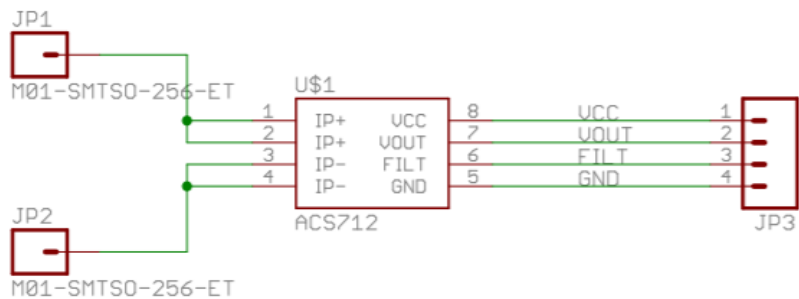 JP1
M01-SMTSO-256-ET
U$1
1 IP+ VCC 8 VCC 1
2 IP+ VOUT 7 VOUT 2
3 IP- FILT 6 FILT 3
4 IP- GND 5 GND 4
ACS712
JP3
JP2
M01-SMTSO-256-ET